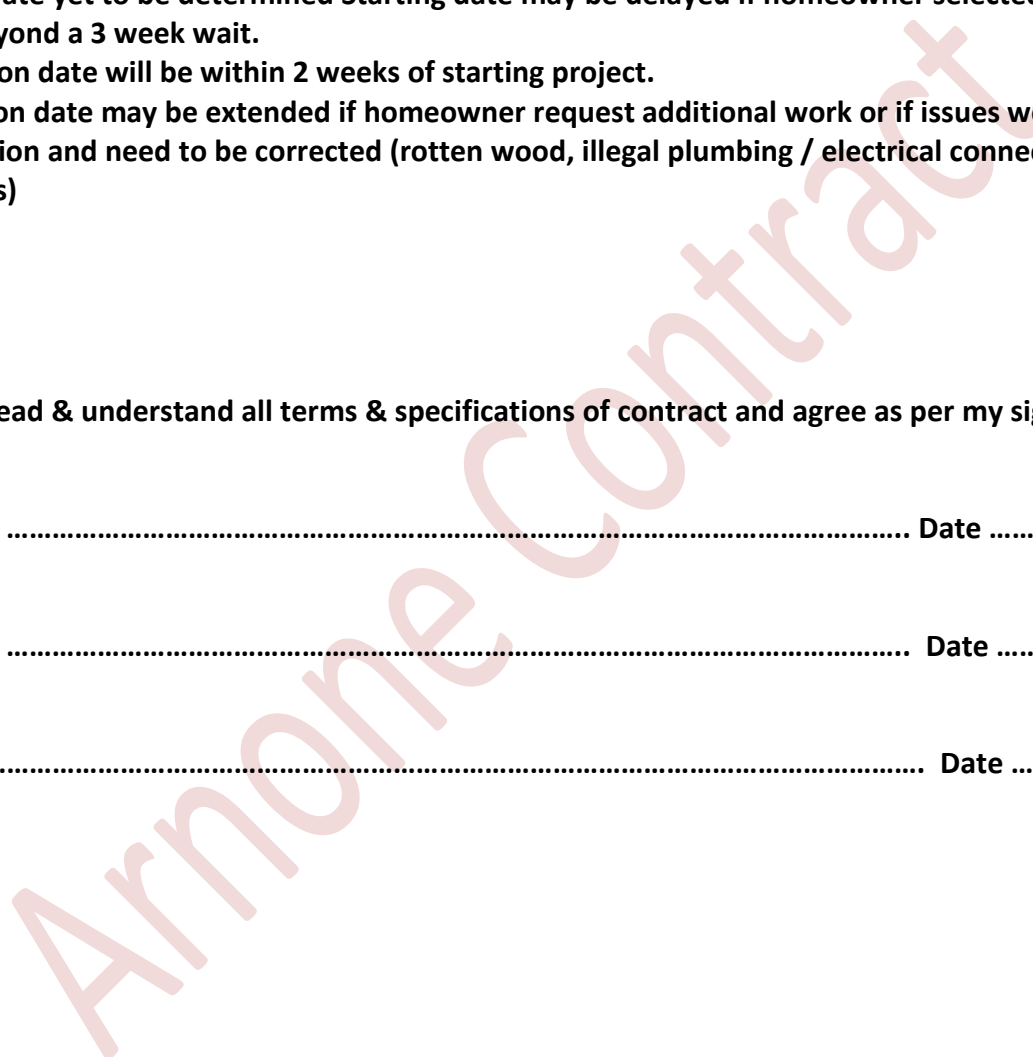 ate yet to be determined Starting date may be delayed if homeowner selected
yond a 3 week wait.
on date will be within 2 weeks of starting project.
on date may be extended if homeowner request additional work or if issues we
ion and need to be corrected (rotten wood, illegal plumbing / electrical connec
s)
ead & understand all terms & specifications of contract and agree as per my sig
…………………………………………………………………………………………….. Date ……
…………………………………………………………………………………………….. Date ……
.……………………………………………………………………………………………. Date …
Arnone Contract